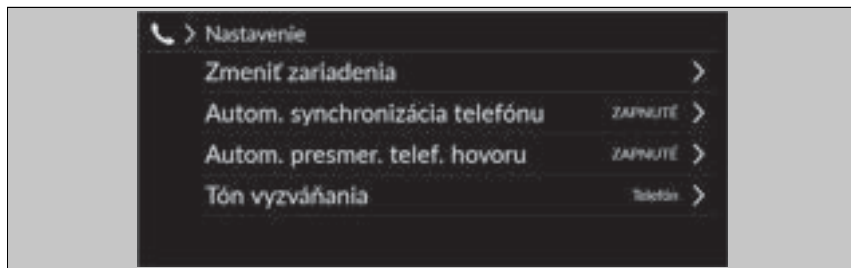 Nastavenie
Zmeniť zariadenia
Autom. synchronizácia telefónu ZAPNUTÉ
Autom. presmer. telef. hovoru ZAPNUTÉ
Tón vyzváňania Telefón